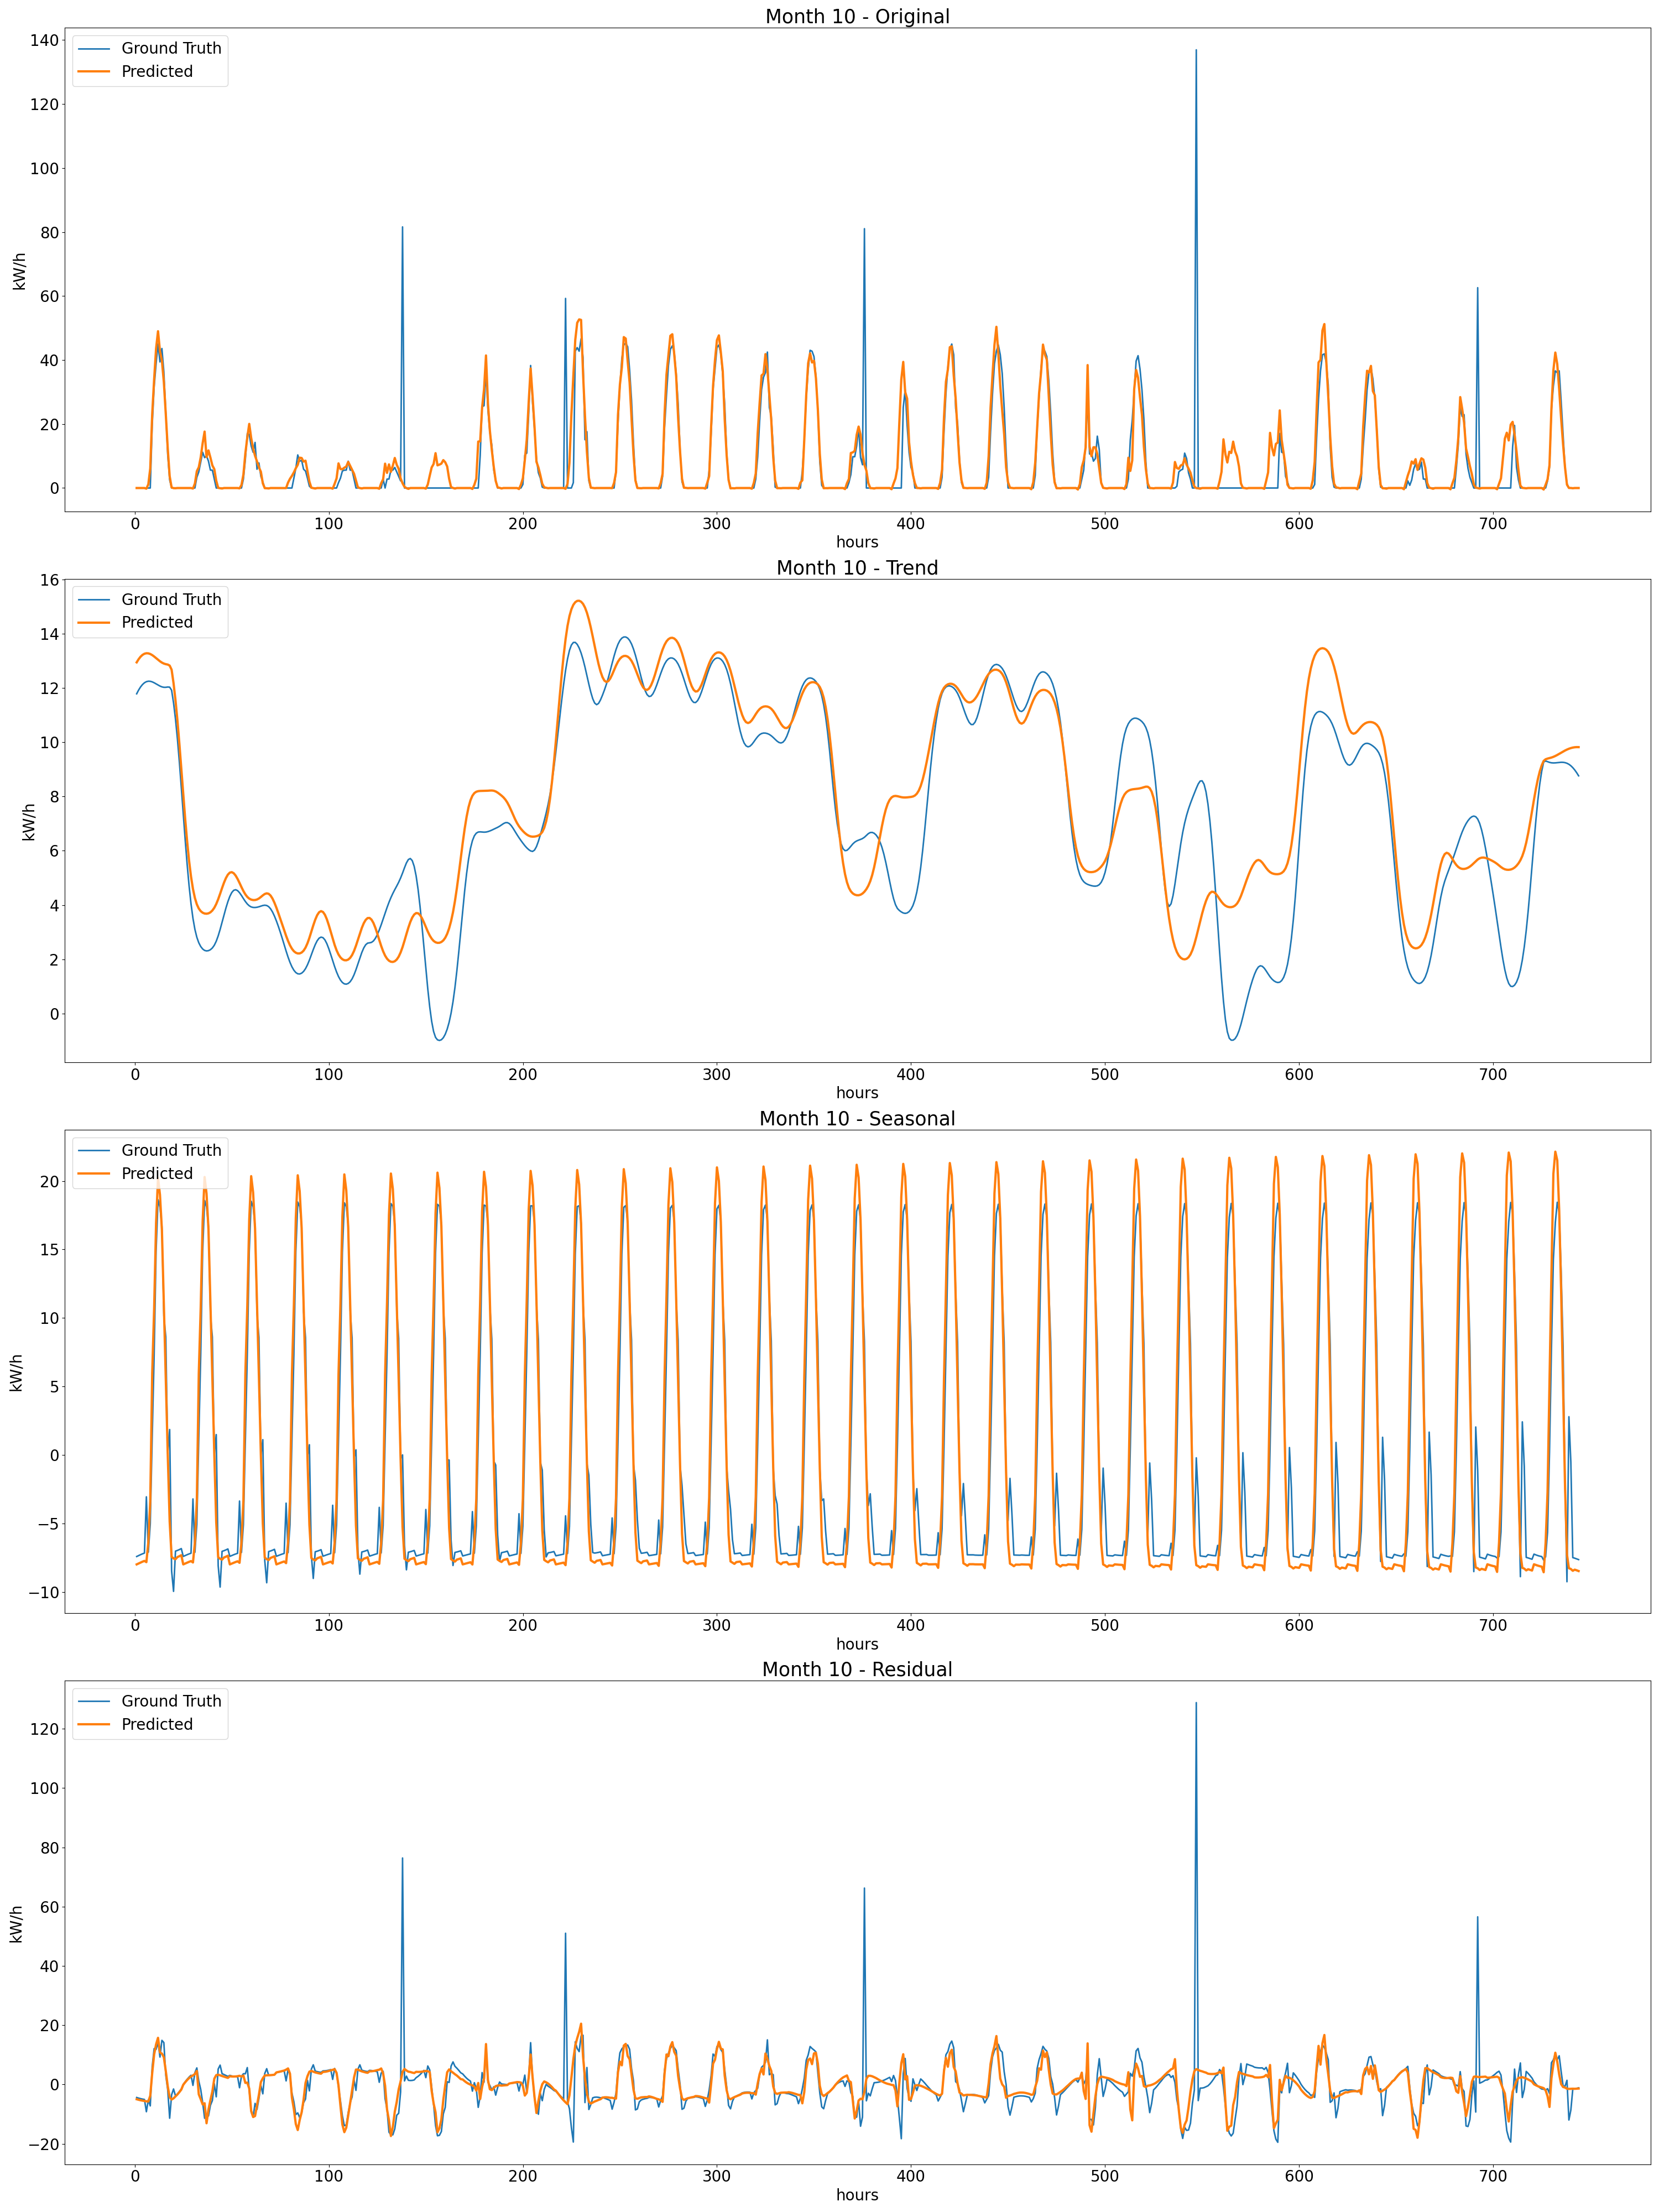 Month 10 - Original
Ground Truth
Predicted
140
120
100
80
60
40
20
0
kW/h
0 100 200 300 400 500 600 700
hours
Month 10 - Trend
Ground Truth
Predicted
16
14
12
10
8
6
4
2
0
kW/h
0 100 200 300 400 500 600 700
hours
Month 10 - Seasonal
Ground Truth
Predicted
20
15
10
5
0
−5
−10
kW/h
0 100 200 300 400 500 600 700
hours
Month 10 - Residual
Ground Truth
Predicted
120
100
80
60
40
20
0
−20
kW/h
0 100 200 300 400 500 600 700
hours